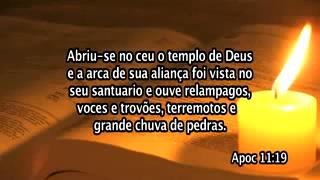 Abriu-se no ceu o templo de Deus
e a arca de sua aliança foi vista no
seu santuario e ouve relampagos,
voces e trovões, terremotos e
grande chuva de pedras.
Apoc 11:19